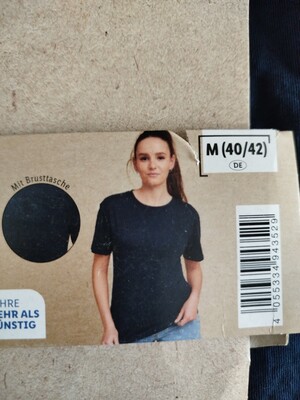 M (40/42)
DE
Mit Brusttasche
HRE
EHR ALS
ÜNSTIG
4 055334 943529